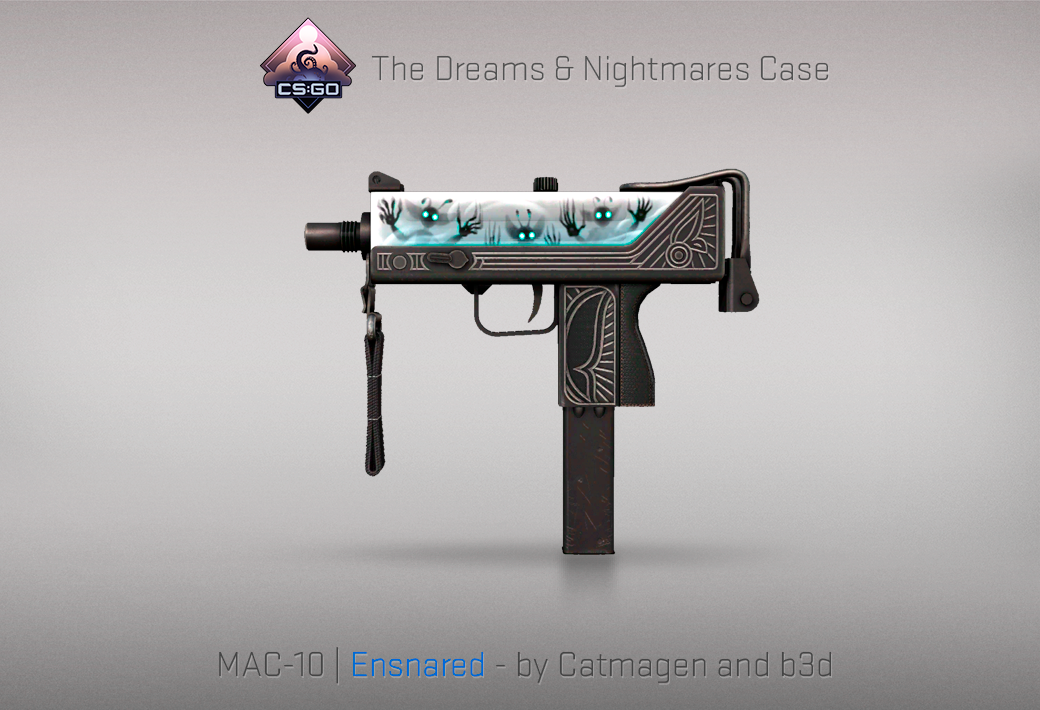 CS:GO
The Dreams & Nightmares Case
MAC-10 | Ensnared - by Catmagen and b3d